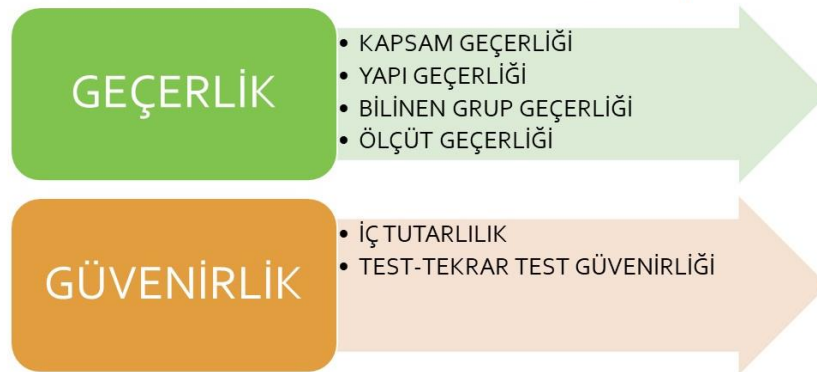 GEÇERLİK
• KAPSAM GEÇERLİĞİ
• YAPI GEÇERLİĞİ
• BİLİNEN GRUP GEÇERLİĞİ
• ÖLÇÜT GEÇERLİĞİ
GÜVENİRLİK
• İÇ TUTARLILIK
• TEST-TEKRAR TEST GÜVENİRLİĞİ